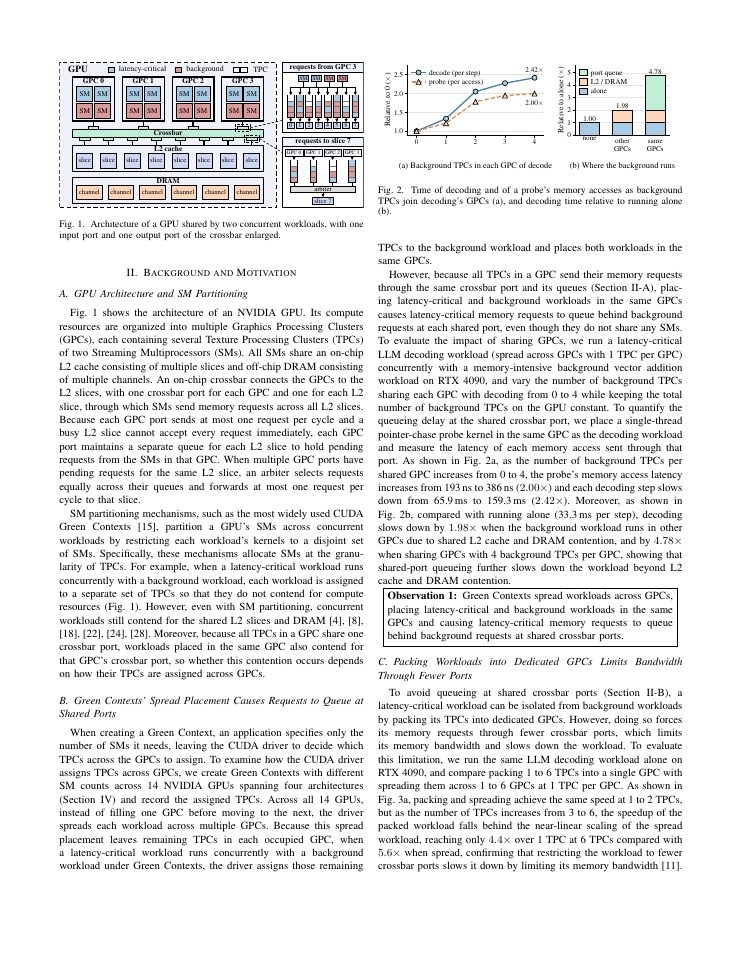 GPU latency-critical background TPC
GPC 0 GPC 1 GPC 2 GPC 3
SM SM SM SM SM SM SM SM
SM SM SM SM SM SM SM SM
Crossbar
L2 cache
slice slice slice slice slice slice slice slice
DRAM
channel channel channel channel channel channel
requests from GPC 3
SM SM SM SM
0 1 2 3 4 5 6 7
requests to slice 7
GPC 0 GPC 1 GPC 2 GPC 3
arbiter
slice 7
Fig. 1. Architecture of a GPU shared by two concurrent workloads, with one
input port and one output port of the crossbar enlarged.
Relative to 0 (×)
2.5
2.0
1.5
1.0
decode (per step)
probe (per access)
2.42×
2.00×
0 1 2 3 4
(a) Background TPCs in each GPC of decode
Relative to alone (×)
5
4
3
2
1
0
port queue
L2 / DRAM
alone
1.00
1.98
4.78
none
other
GPCs
same
GPCs
(b) Where the background runs
Fig. 2. Time of decoding and of a probe's memory accesses as background
TPCs join decoding's GPCs (a), and decoding time relative to running alone
(b).
II. BACKGROUND AND MOTIVATION
A. GPU Architecture and SM Partitioning
Fig. 1 shows the architecture of an NVIDIA GPU. Its compute
resources are organized into multiple Graphics Processing Clusters
(GPCs), each containing several Texture Processing Clusters (TPCs)
of two Streaming Multiprocessors (SMs). All SMs share an on-chip
L2 cache consisting of multiple slices and off-chip DRAM consisting
of multiple channels. An on-chip crossbar connects the GPCs to the
L2 slices, with one crossbar port for each GPC and one for each L2
slice, through which SMs send memory requests across all L2 slices.
Because each GPC port sends at most one request per cycle and a
busy L2 slice cannot accept every request immediately, each GPC
port maintains a separate queue for each L2 slice to hold pending
requests from the SMs in that GPC. When multiple GPC ports have
pending requests for the same L2 slice, an arbiter selects requests
equally across their queues and forwards at most one request per
cycle to that slice.
SM partitioning mechanisms, such as the most widely used CUDA
Green Contexts [15], partition a GPU's SMs across concurrent
workloads by restricting each workload's kernels to a disjoint set
of SMs. Specifically, these mechanisms allocate SMs at the granu-
larity of TPCs. For example, when a latency-critical workload runs
concurrently with a background workload, each workload is assigned
to a separate set of TPCs so that they do not contend for compute
resources (Fig. 1). However, even with SM partitioning, concurrent
workloads still contend for the shared L2 slices and DRAM [4], [8],
[18], [22], [24], [28]. Moreover, because all TPCs in a GPC share one
crossbar port, workloads placed in the same GPC also contend for
that GPC's crossbar port, so whether this contention occurs depends
on how their TPCs are assigned across GPCs.
B. Green Contexts' Spread Placement Causes Requests to Queue at
Shared Ports
When creating a Green Context, an application specifies only the
number of SMs it needs, leaving the CUDA driver to decide which
TPCs across the GPCs to assign. To examine how the CUDA driver
assigns TPCs across GPCs, we create Green Contexts with different
SM counts across 14 NVIDIA GPUs spanning four architectures
(Section IV) and record the assigned TPCs. Across all 14 GPUs,
instead of filling one GPC before moving to the next, the driver
spreads each workload across multiple GPCs. Because this spread
placement leaves remaining TPCs in each occupied GPC, when
a latency-critical workload runs concurrently with a background
workload under Green Contexts, the driver assigns those remaining
TPCs to the background workload and places both workloads in the
same GPCs.
However, because all TPCs in a GPC send their memory requests
through the same crossbar port and its queues (Section II-A), plac-
ing latency-critical and background workloads in the same GPCs
causes latency-critical memory requests to queue behind background
requests at each shared port, even though they do not share any SMs.
To evaluate the impact of sharing GPCs, we run a latency-critical
LLM decoding workload (spread across GPCs with 1 TPC per GPC)
concurrently with a memory-intensive background vector addition
workload on RTX 4090, and vary the number of background TPCs
sharing each GPC with decoding from 0 to 4 while keeping the total
number of background TPCs on the GPU constant. To quantify the
queueing delay at the shared crossbar port, we place a single-thread
pointer-chase probe kernel in the same GPC as the decoding workload
and measure the latency of each memory access sent through that
port. As shown in Fig. 2a, as the number of background TPCs per
shared GPC increases from 0 to 4, the probe's memory access latency
increases from 193 ns to 386 ns (2.00×) and each decoding step slows
down from 65.9 ms to 159.3 ms (2.42×). Moreover, as shown in
Fig. 2b, compared with running alone (33.3 ms per step), decoding
slows down by 1.98× when the background workload runs in other
GPCs due to shared L2 cache and DRAM contention, and by 4.78×
when sharing GPCs with 4 background TPCs per GPC, showing that
shared-port queueing further slows down the workload beyond L2
cache and DRAM contention.
Observation 1: Green Contexts spread workloads across GPCs,
placing latency-critical and background workloads in the same
GPCs and causing latency-critical memory requests to queue
behind background requests at shared crossbar ports.
C. Packing Workloads into Dedicated GPCs Limits Bandwidth
Through Fewer Ports
To avoid queueing at shared crossbar ports (Section II-B), a
latency-critical workload can be isolated from background workloads
by packing its TPCs into dedicated GPCs. However, doing so forces
its memory requests through fewer crossbar ports, which limits
its memory bandwidth and slows down the workload. To evaluate
this limitation, we run the same LLM decoding workload alone on
RTX 4090, and compare packing 1 to 6 TPCs into a single GPC with
spreading them across 1 to 6 GPCs at 1 TPC per GPC. As shown in
Fig. 3a, packing and spreading achieve the same speed at 1 to 2 TPCs,
but as the number of TPCs increases from 3 to 6, the speedup of the
packed workload falls behind the near-linear scaling of the spread
workload, reaching only 4.4× over 1 TPC at 6 TPCs compared with
5.6× when spread, confirming that restricting the workload to fewer
crossbar ports slows it down by limiting its memory bandwidth [11].